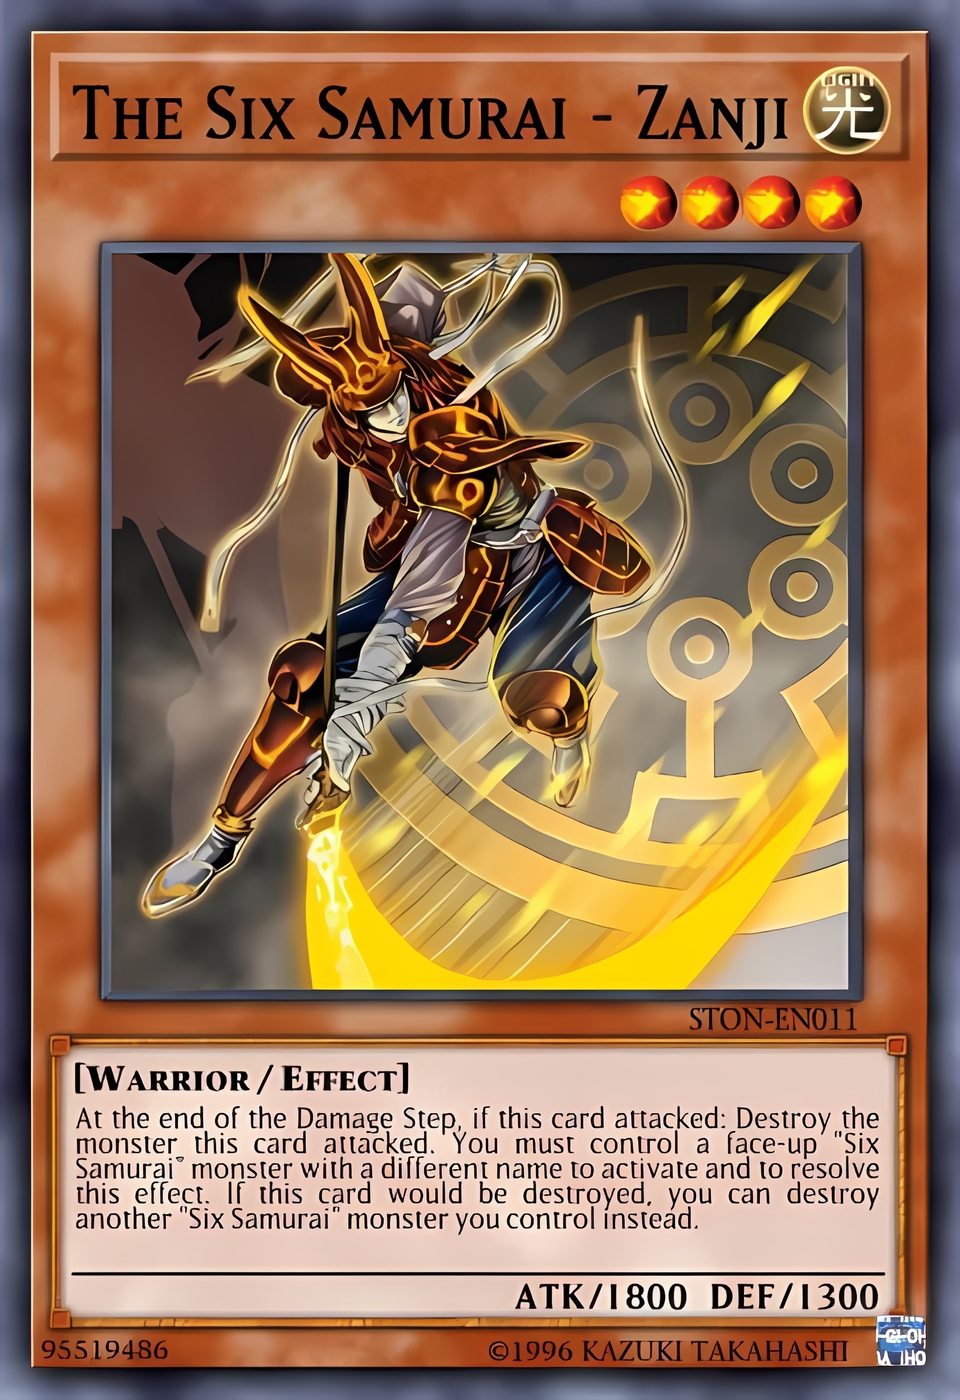 THE SIX SAMURAI - ZANJI
光
STON-EN011
[WARRIOR / EFFECT]
At the end of the Damage Step, if this card attacked: Destroy the
monster this card attacked. You must control a face-up "Six
Samurai" monster with a different name to activate and to resolve
this effect. If this card would be destroyed, you can destroy
another "Six Samurai" monster you control instead.
ATK/1800 DEF/1300
95519486
©1996 KAZUKI TAKAHASHI